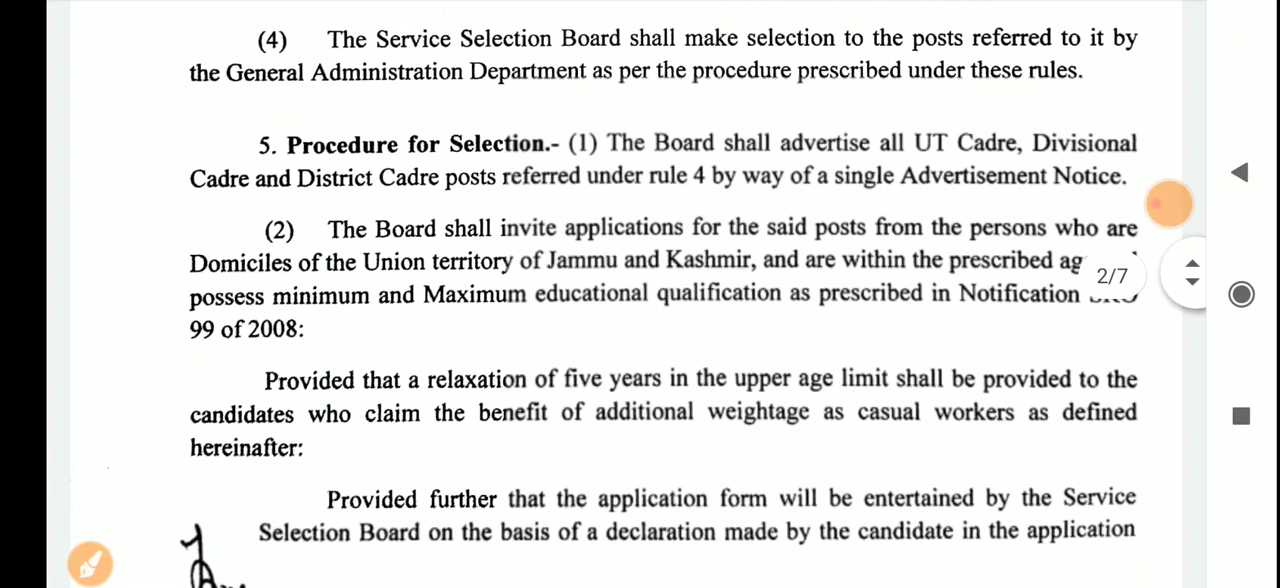 (4) The Service Selection Board shall make selection to the posts referred to it by
the General Administration Department as per the procedure prescribed under these rules.
5. Procedure for Selection.- (1) The Board shall advertise all UT Cadre, Divisional
Cadre and District Cadre posts referred under rule 4 by way of a single Advertisement Notice.
(2) The Board shall invite applications for the said posts from the persons who are
Domiciles of the Union territory of Jammu and Kashmir, and are within the prescribed
2/7
possess minimum and Maximum educational qualification as prescribed in Notification
99 of 2008:
Provided that a relaxation of five years in the upper age limit shall be provided to the
candidates who claim the benefit of additional weightage as casual workers as defined
hereinafter:
Provided further that the application form will be entertained by the Service
Selection Board on the basis of a declaration made by the candidate in the application